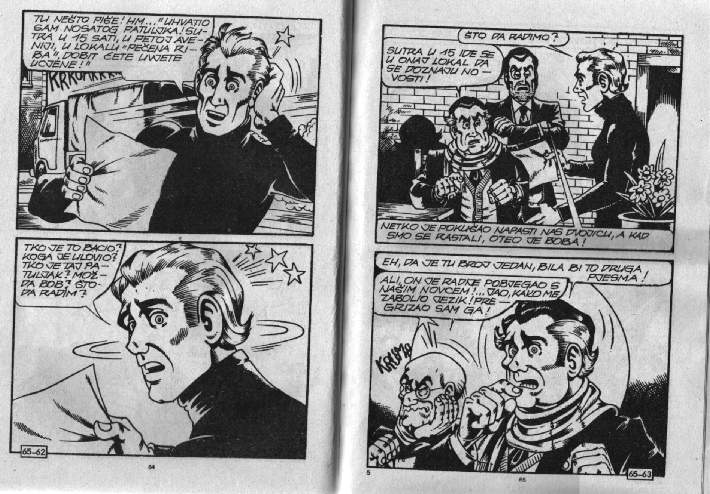 TU NEŠTO PIŠE! HM..."UHVATIO
SGAM NOSATOG PATULJKA! SU-
TRA U 15 SATI, U PETOJ AVE-
NIJI, U LOKALU "PEČENA RI-
BA", DOBIT ĆETE UVJETE
UCJENE!"
TKO JE TO BACIO?
KOGA JE ULOVIO?
TKO JE TAJ PA-
TULJAK? MOŽ-
DA BOB? ŠTO-
DA RADIM?
65-62
64
ŠTO DA RADIMO?
SUTRA U 15 IDE SE
U ONAJ LOKAL DA
SE DOZNAJU NO-
VOSTI!
NETKO JE POKUŠAO NAPASTI NAS DVOJICU, A KAD
SMO SE RASTALI, OTEO JE BOBA!
EH, DA JE TU BROJ JEDAN, BILA BI TO DRUGA
PJESMA!
ALI, ON JE RADIJE POBJEGAO S
NAŠIM NOVCEM!...JAO, KAKO ME
ZABOLIO JEZIK! PRE-
GRIZAO SAM GA!
5
65
65-63